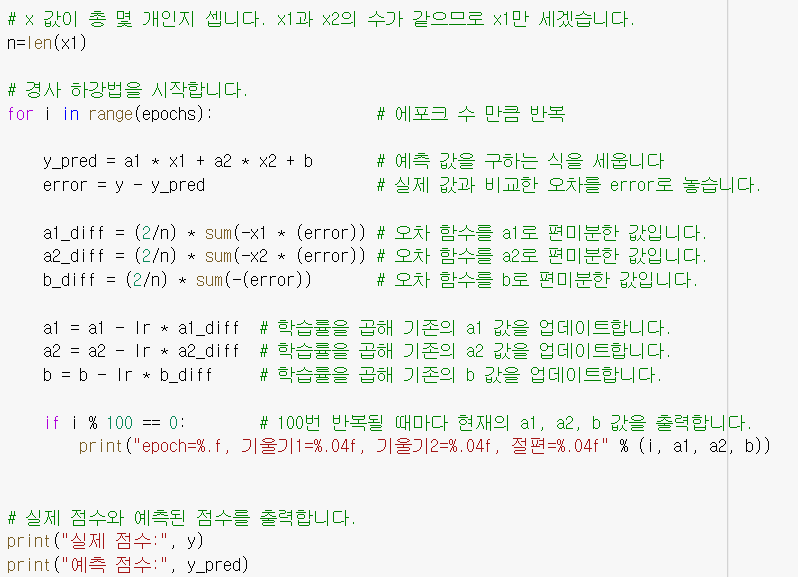 # x 값이 총 몇 개인지 셉니다. x1과 x2의 수가 같으므로 x1만 세겠습니다.
n=len(x1)
# 경사 하강법을 시작합니다.
for i in range(epochs): # 에포크 수 만큼 반복
y_pred = a1 * x1 + a2 * x2 + b # 예측 값을 구하는 식을 세웁니다
error = y - y_pred # 실제 값과 비교한 오차를 error로 놓습니다.
a1_diff = (2/n) * sum(-x1 * (error)) # 오차 함수를 a1로 편미분한 값입니다.
a2_diff = (2/n) * sum(-x2 * (error)) # 오차 함수를 a2로 편미분한 값입니다.
b_diff = (2/n) * sum(-(error)) # 오차 함수를 b로 편미분한 값입니다.
a1 = a1 - lr * a1_diff # 학습률을 곱해 기존의 a1 값을 업데이트합니다.
a2 = a2 - lr * a2_diff # 학습률을 곱해 기존의 a2 값을 업데이트합니다.
b = b - lr * b_diff # 학습률을 곱해 기존의 b 값을 업데이트합니다.
if i % 100 == 0: # 100번 반복될 때마다 현재의 a1, a2, b 값을 출력합니다.
print("epoch=%.f, 기울기1=%.04f, 기울기2=%.04f, 절편=%.04f" % (i, a1, a2, b))
# 실제 점수와 예측된 점수를 출력합니다.
print("실제 점수:", y)
print("예측 점수:", y_pred)